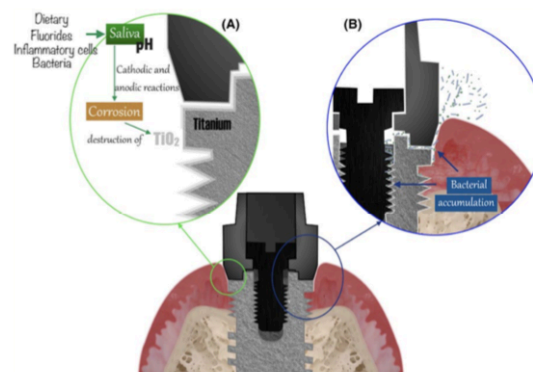 Dietary
Fluorides
Inflammatory cells
Bacteria
Saliva
pH
Cathodic and
anodic reactions
Corrosion
destruction of
TiO2
Titanium
(A)
(B)
Bacterial
accumulation